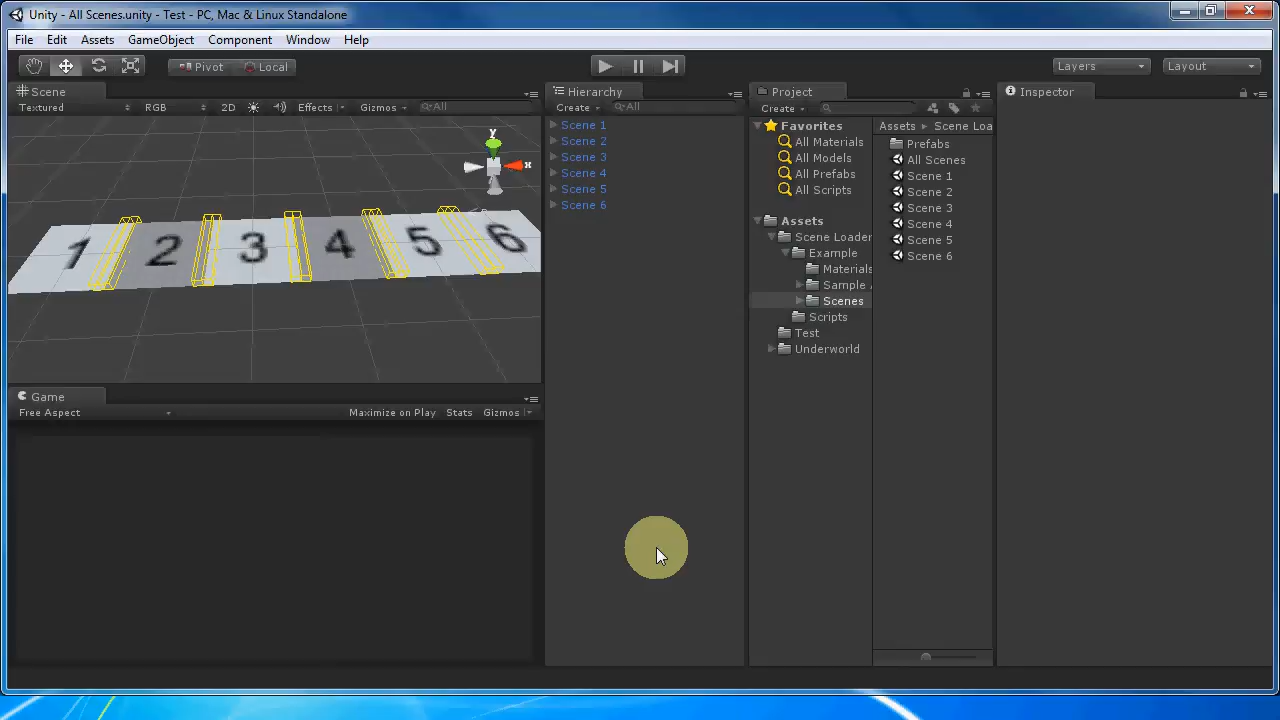 Unity - All Scenes.unity - Test - PC, Mac & Linux Standalone
File Edit Assets GameObject Component Window Help
Pivot Local Layers Layout
Scene
Textured RGB 2D Effects Gizmos All
1 2 3 4 5 6
y
x
Game
Free Aspect Maximize on Play Stats Gizmos
Hierarchy
Create All
Scene 1
Scene 2
Scene 3
Scene 4
Scene 5
Scene 6
Project
Create
Favorites
All Materials
All Models
All Prefabs
All Scripts
Assets
Scene Loader
Example
Materials
Sample
Scenes
Scripts
Test
Underworld
Assets Scene Loa
Prefabs
All Scenes
Scene 1
Scene 2
Scene 3
Scene 4
Scene 5
Scene 6
Inspector